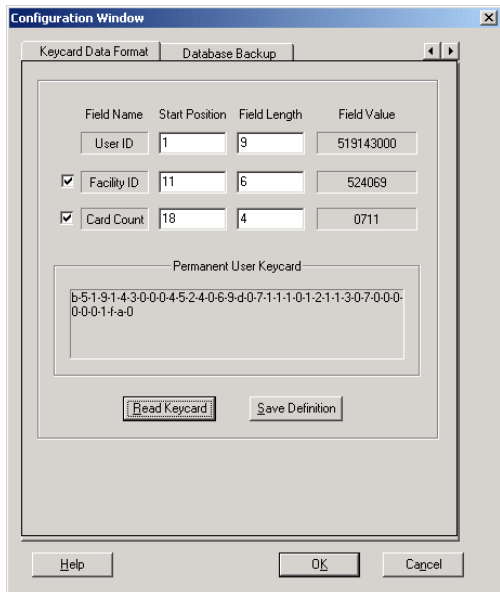 Configuration Window
Keycard Data Format Database Backup
Field Name Start Position Field Length Field Value
User ID 1 9 519143000
Facility ID 11 6 524069
Card Count 18 4 0711
Permanent User Keycard
b-5-1-9-1-4-3-0-0-0-4-5-2-4-0-6-9-d-0-7-1-1-1-0-1-2-1-1-3-0-7-0-0-0-
0-0-0-1-f-a-0
Read Keycard Save Definition
Help OK Cancel